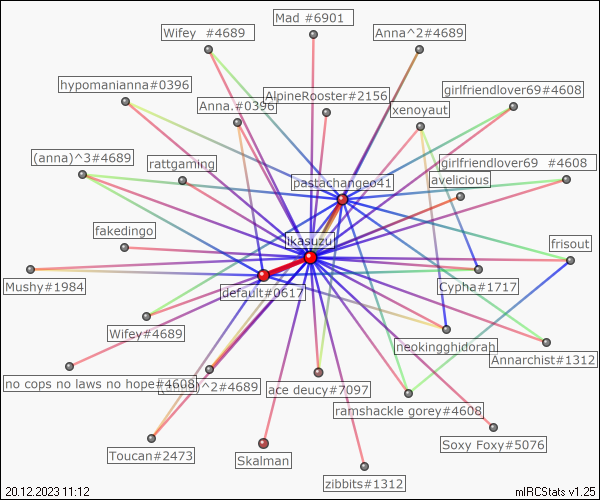 Mad #6901
Wifey #4689
Anna^2#4689
hypomanianna#0396
AlpineRooster#2156
girlfriendlover69#4608
Anna.#0396
xenoyaut
(anna)^3#4689
rattgaming
girlfriendlover69 #4608
pastachangeo41
avelicious
fakedingo
ikasuzu
frisout
Mushy#1984
default#0617
Cypha#1717
Wifey#4689
neokingghidorah
Annarchist#1312
no cops no laws no hope#4608
)^2#4689
ace deucy#7097
ramshackle gorey#4608
Toucan#2473
Skalman
Soxy Foxy#5076
zibbits#1312
20.12.2023 11:12
mIRCStats v1.25